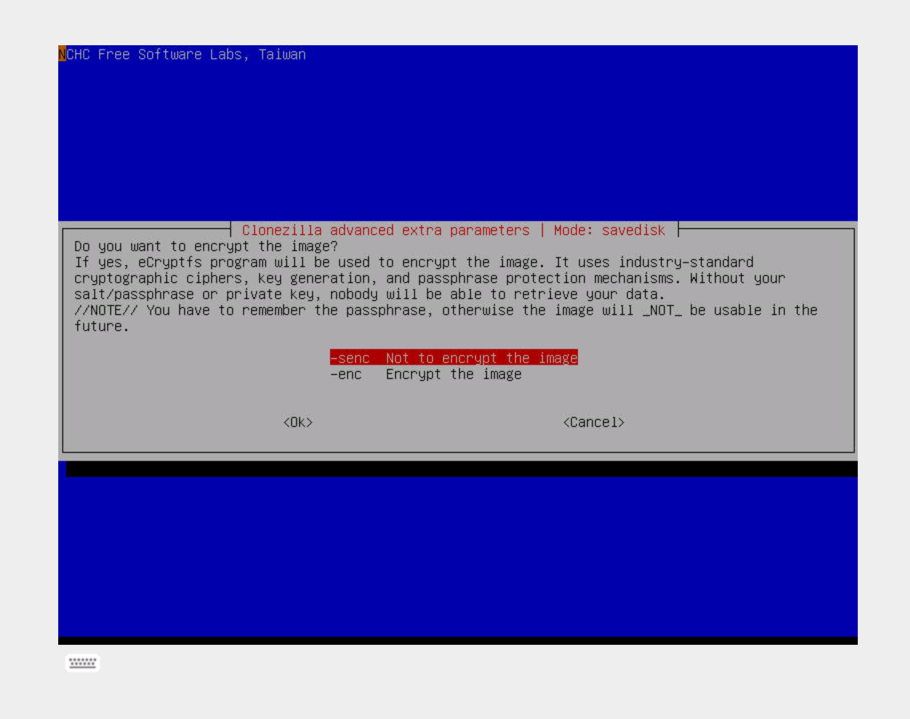 NCHC Free Software Labs, Taiwan
Clonezilla advanced extra parameters | Mode: savedisk
Do you want to encrypt the image?
If yes, eCryptfs program will be used to encrypt the image. It uses industry-standard
cryptographic ciphers, key generation, and passphrase protection mechanisms. Without your
salt/passphrase or private key, nobody will be able to retrieve your data.
//NOTE// You have to remember the passphrase, otherwise the image will _NOT_ be usable in the
future.
-senc Not to encrypt the image
-enc Encrypt the image
<Ok> <Cancel>